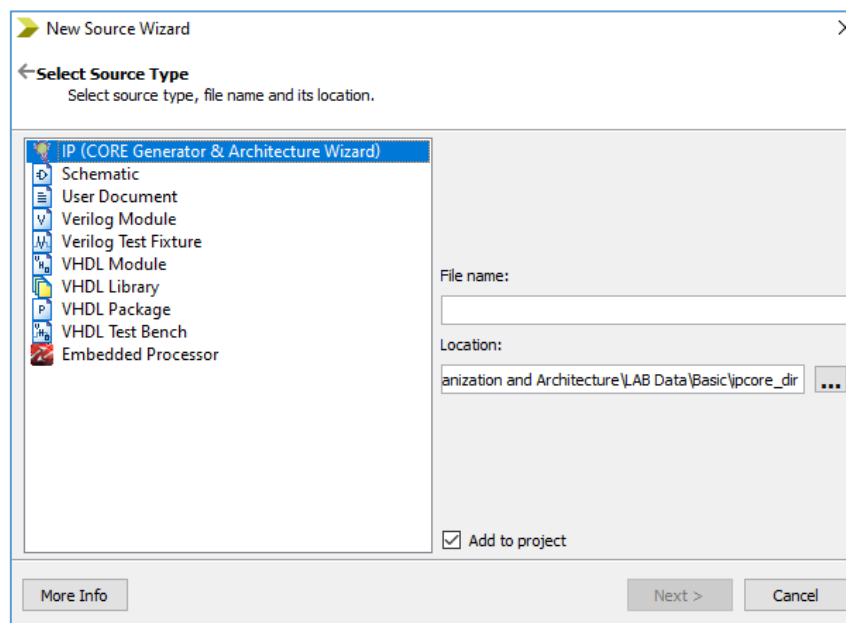 New Source Wizard
Select Source Type
Select source type, file name and its location.
IP (CORE Generator & Architecture Wizard)
Schematic
User Document
Verilog Module
Verilog Test Fixture
VHDL Module
VHDL Library
VHDL Package
VHDL Test Bench
Embedded Processor
File name:
Location:
anization and Architecture\LAB Data\Basic\ipcore_dir
...
Add to project
More Info
Next >
Cancel